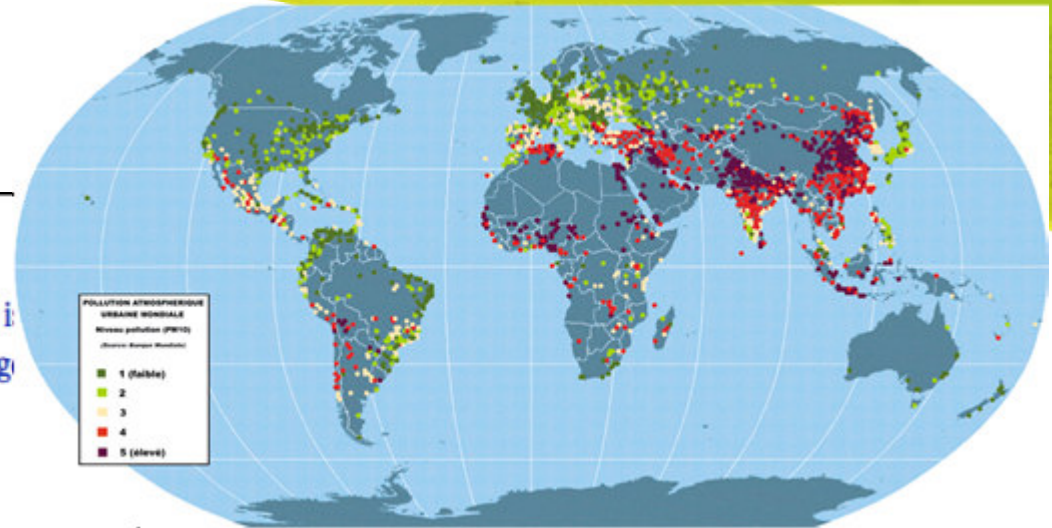 POLLUTION ATMOSPHERIQUE
URBAINE MONDIALE
Niveau pollution (PM10)
(Source: Banque Mondiale)
1 (faible)
2
3
4
5 (élevé)